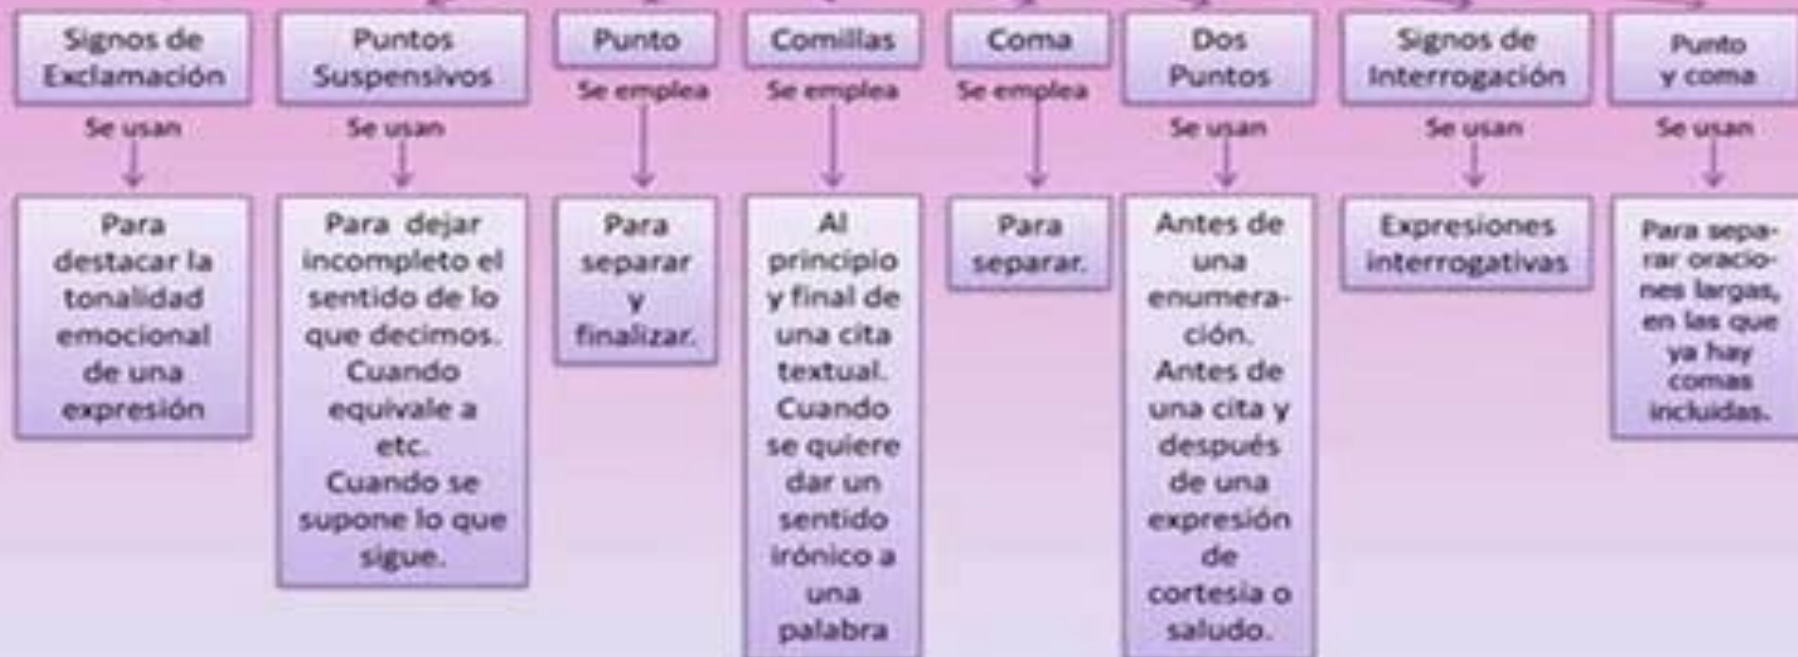 Signos de
Exclamación
Se usan
Para
destacar la
tonalidad
emocional
de una
expresión
Puntos
Suspensivos
Se usan
Para dejar
incompleto el
sentido de lo
que decimos.
Cuando
equivale a
etc.
Cuando se
supone lo que
sigue.
Punto
Se emplea
Para
separar
y
finalizar.
Comillas
Se emplea
Al
principio
y final de
una cita
textual.
Cuando
se quiere
dar un
sentido
irónico a
una
palabra
Coma
Se emplea
Para
separar.
Dos
Puntos
Se usan
Antes de
una
enumera-
ción.
Antes de
una cita y
después
de una
expresión
de
cortesía o
saludo.
Signos de
Interrogación
Se usan
Expresiones
interrogativas
Punto
y coma
Se usan
Para sepa-
rar oracio-
nes largas,
en las que
ya hay
comas
incluidas.